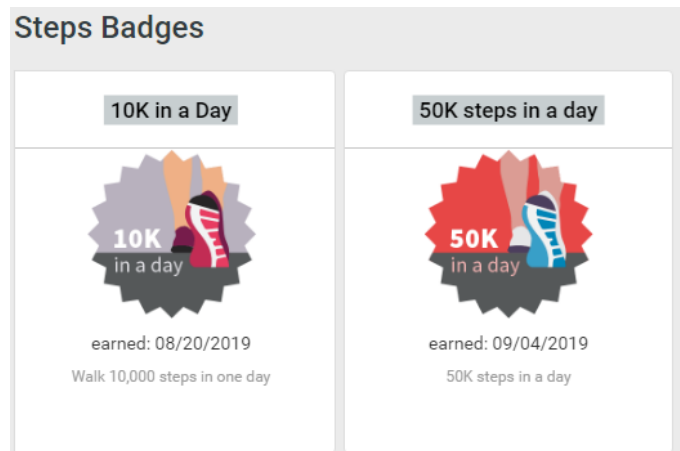 Steps Badges
10K in a Day
50K steps in a day
10K
in a day
50K
in a day
earned: 08/20/2019
earned: 09/04/2019
Walk 10,000 steps in one day
50K steps in a day